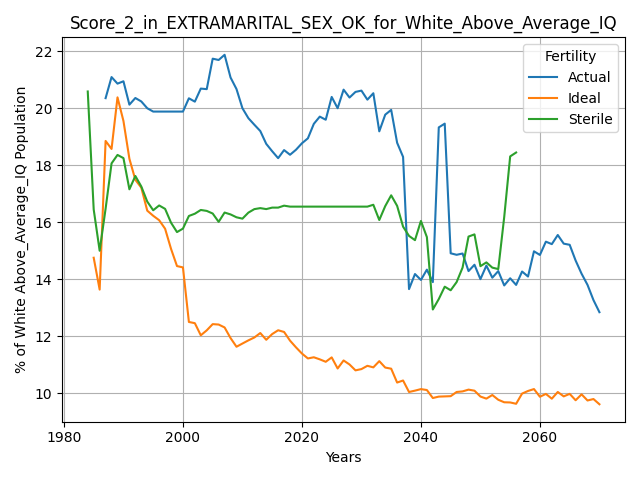 Score_2_in_EXTRAMARITAL_SEX_OK_for_White_Above_Average_IQ
% of White Above_Average_IQ Population
22
20
18
16
14
12
10
Fertility
Actual
Ideal
Sterile
1980
2000
2020
2040
2060
Years